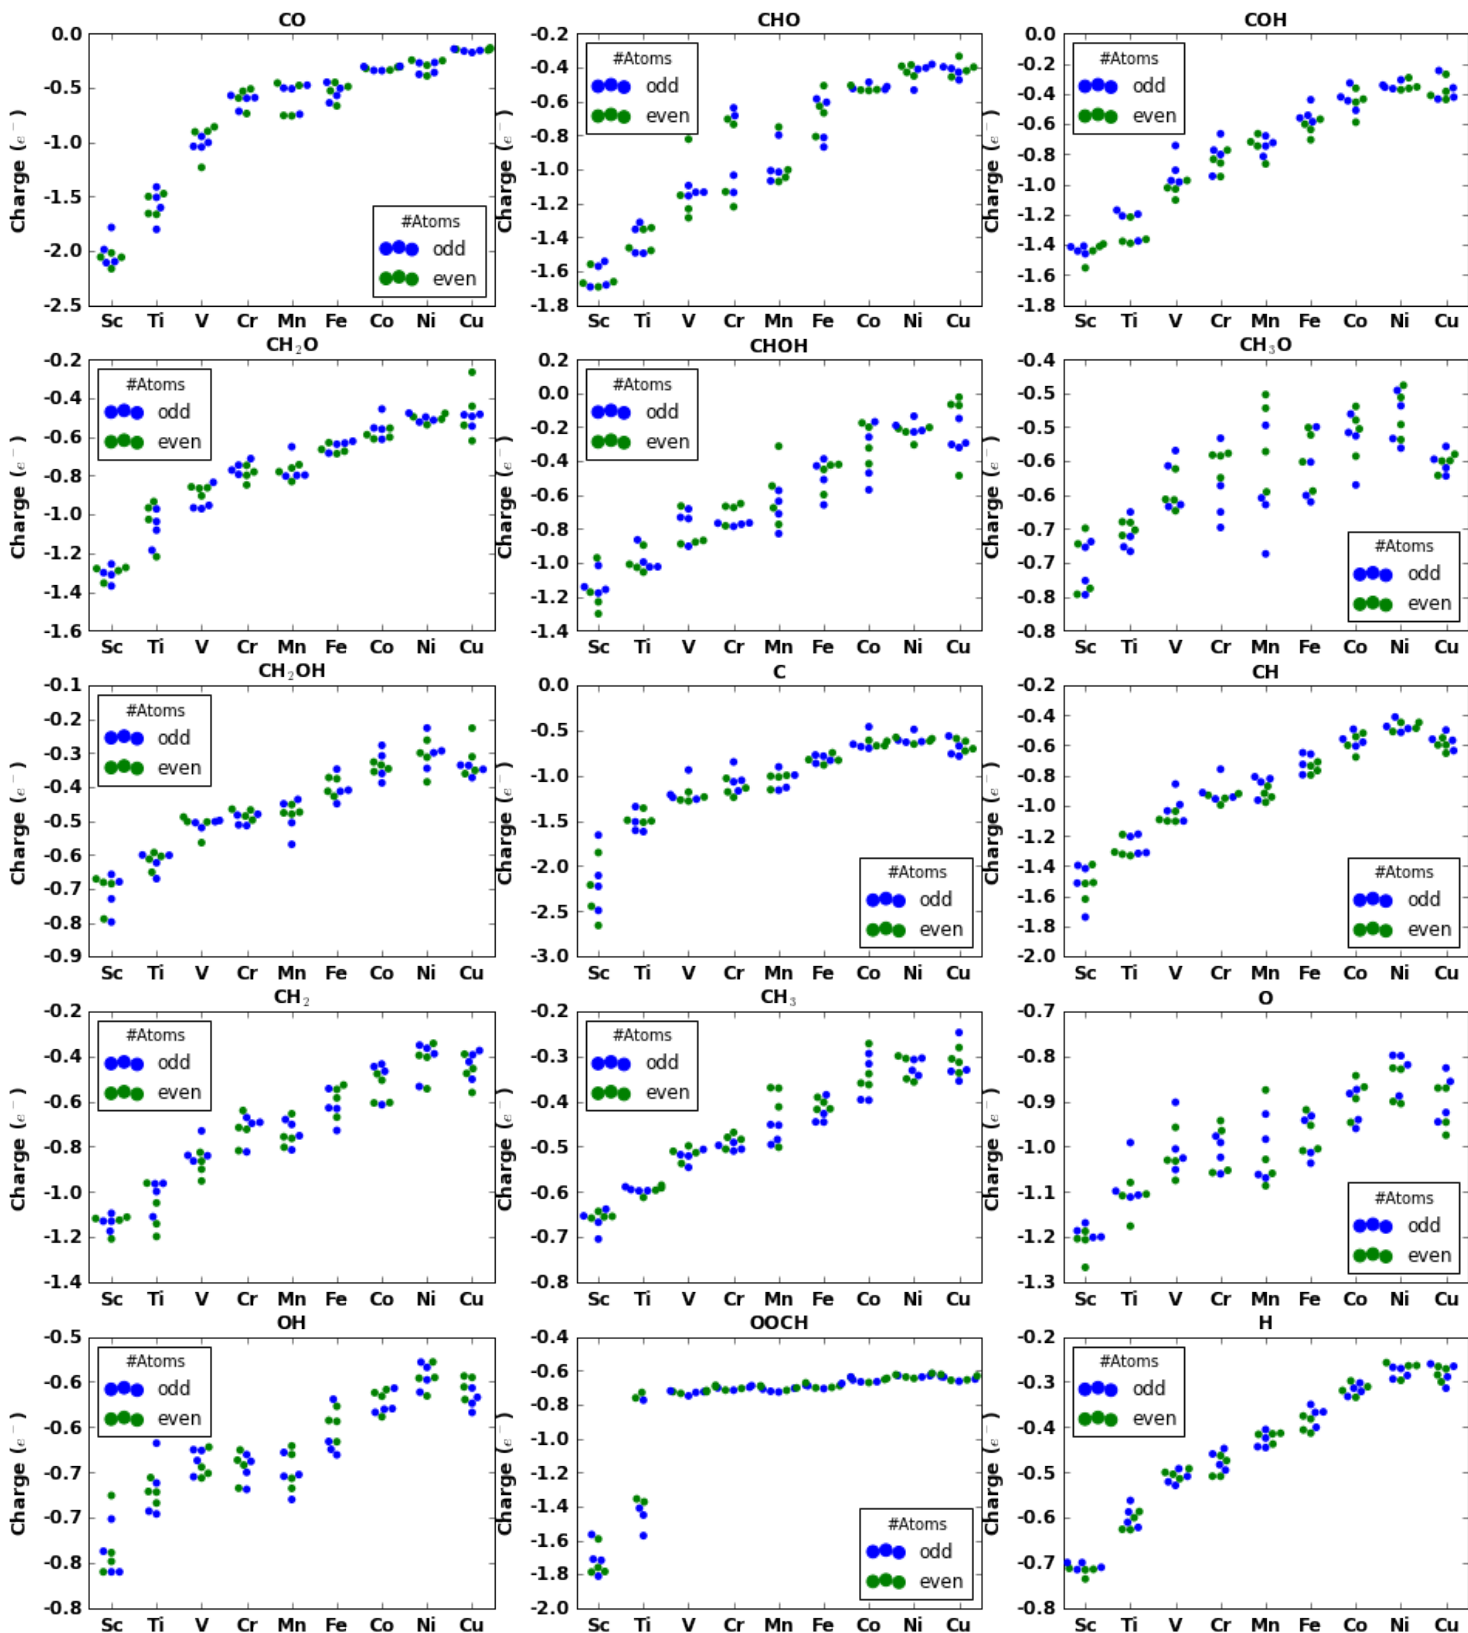 CO
0.0
-0.5
-1.0
-1.5
-2.0
-2.5
Charge (e⁻)
#Atoms
odd
even
Sc Ti V Cr Mn Fe Co Ni Cu
CHO
-0.2
-0.4
-0.6
-0.8
-1.0
-1.2
-1.4
-1.6
-1.8
Charge (e⁻)
#Atoms
odd
even
Sc Ti V Cr Mn Fe Co Ni Cu
COH
0.0
-0.2
-0.4
-0.6
-0.8
-1.0
-1.2
-1.4
-1.6
-1.8
Charge (e⁻)
#Atoms
odd
even
Sc Ti V Cr Mn Fe Co Ni Cu
CH₂O
-0.2
-0.4
-0.6
-0.8
-1.0
-1.2
-1.4
-1.6
Charge (e⁻)
#Atoms
odd
even
Sc Ti V Cr Mn Fe Co Ni Cu
CHOH
0.2
0.0
-0.2
-0.4
-0.6
-0.8
-1.0
-1.2
-1.4
Charge (e⁻)
#Atoms
odd
even
Sc Ti V Cr Mn Fe Co Ni Cu
CH₃O
-0.4
-0.5
-0.5
-0.6
-0.6
-0.7
-0.7
-0.8
-0.8
Charge (e⁻)
#Atoms
odd
even
Sc Ti V Cr Mn Fe Co Ni Cu
CH₂OH
-0.1
-0.2
-0.3
-0.4
-0.5
-0.6
-0.7
-0.8
-0.9
Charge (e⁻)
#Atoms
odd
even
Sc Ti V Cr Mn Fe Co Ni Cu
C
0.0
-0.5
-1.0
-1.5
-2.0
-2.5
-3.0
Charge (e⁻)
#Atoms
odd
even
Sc Ti V Cr Mn Fe Co Ni Cu
CH
-0.2
-0.4
-0.6
-0.8
-1.0
-1.2
-1.4
-1.6
-1.8
-2.0
Charge (e⁻)
#Atoms
odd
even
Sc Ti V Cr Mn Fe Co Ni Cu
CH₂
-0.2
-0.4
-0.6
-0.8
-1.0
-1.2
-1.4
Charge (e⁻)
#Atoms
odd
even
Sc Ti V Cr Mn Fe Co Ni Cu
CH₃
-0.2
-0.3
-0.4
-0.5
-0.6
-0.7
-0.8
Charge (e⁻)
#Atoms
odd
even
Sc Ti V Cr Mn Fe Co Ni Cu
O
-0.7
-0.8
-0.9
-1.0
-1.1
-1.2
-1.3
Charge (e⁻)
#Atoms
odd
even
Sc Ti V Cr Mn Fe Co Ni Cu
OH
-0.5
-0.6
-0.6
-0.7
-0.7
-0.8
-0.8
Charge (e⁻)
#Atoms
odd
even
Sc Ti V Cr Mn Fe Co Ni Cu
OOCH
-0.4
-0.6
-0.8
-1.0
-1.2
-1.4
-1.6
-1.8
-2.0
Charge (e⁻)
#Atoms
odd
even
Sc Ti V Cr Mn Fe Co Ni Cu
H
-0.2
-0.3
-0.4
-0.5
-0.6
-0.7
-0.8
Charge (e⁻)
#Atoms
odd
even
Sc Ti V Cr Mn Fe Co Ni Cu